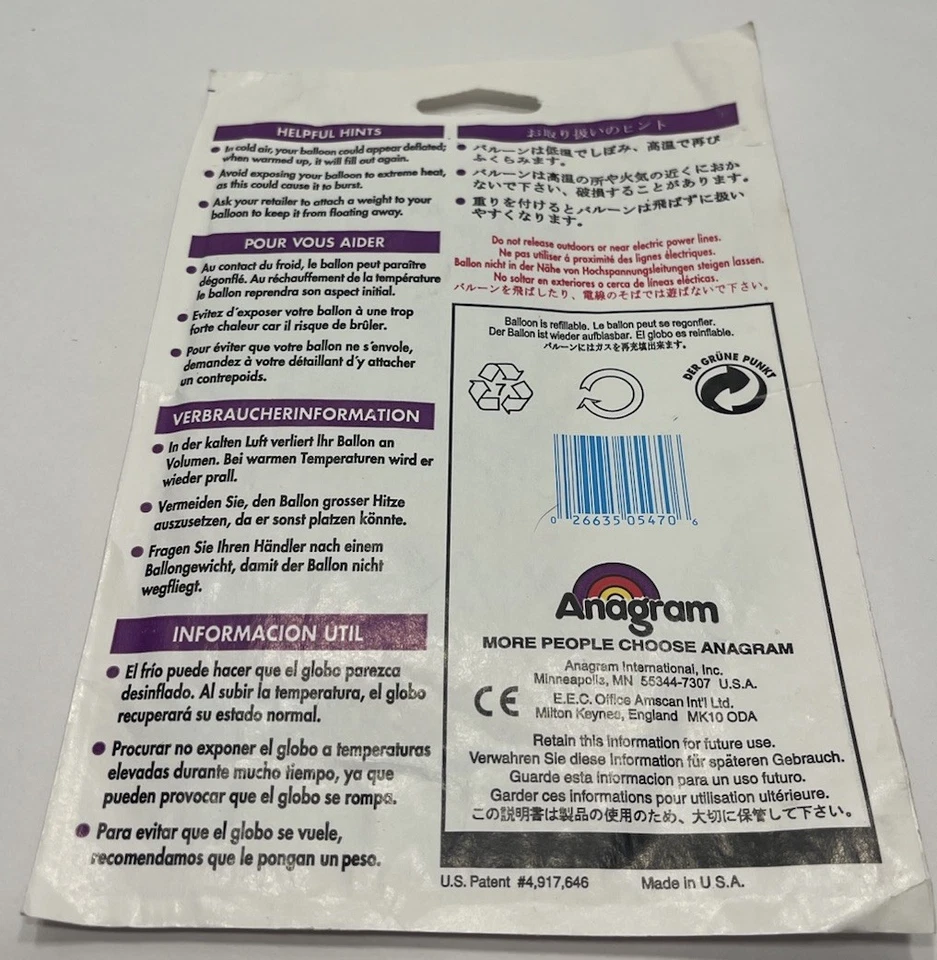 HELPFUL HINTS
In cold air, your balloon could appear deflated;
when warmed up, it will fill out again.
Avoid exposing your balloon to extreme heat,
as this could cause it to burst.
Ask your retailer to attach a weight to your
balloon to keep it from floating away.
POUR VOUS AIDER
Au contact du froid, le ballon peut paraître
dégonflé. Au réchauffement de la température
le ballon reprendra son aspect initial.
Evitez d'exposer votre ballon à une trop
forte chaleur car il risque de brûler.
Pour éviter que votre ballon ne s'envole,
demandez à votre détaillant d'y attacher
un contrepoids.
VERBRAUCHERINFORMATION
In der kalten Luft verliert Ihr Ballon an
Volumen. Bei warmen Temperaturen wird er
wieder prall.
Vermeiden Sie, den Ballon grosser Hitze
auszusetzen, da er sonst platzen könnte.
Fragen Sie Ihren Händler nach einem
Ballongewicht, damit der Ballon nicht
wegfliegt.
INFORMACION UTIL
El frío puede hacer que el globo parezca
desinflado. Al subir la temperatura, el globo
recuperará su estado normal.
Procurar no exponer el globo a temperaturas
elevadas durante mucho tiempo, ya que
pueden provocar que el globo se rompa.
Para evitar que el globo se vuele,
recomendamos que le pongan un peso.
お取り扱いのヒント
バルーンは低温でしぼみ、高温で再び
ふくらみます。
バルーンは高温の所や火気の近くにおか
ないで下さい、破損することがあります。
重りを付けるとバルーンは飛ばずに扱い
やすくなります。
Do not release outdoors or near electric power lines.
Ne pas utiliser á proximité des lignes électriques.
Ballon nicht in der Nähe von Hochspannungsleitungen steigen lassen.
No soltar en exteriores o cerca de líneas elécticas.
バルーンを飛ばしたり、電線のそばでは遊ばないで下さい。
Balloon is refillable. Le ballon peut se regonfler.
Der Ballon ist wieder aufblasbar. El globo es reinflable.
バルーンにはガスを再充填出来ます。
7
DER GRÜNE PUNKT
0 26635 05470 6
Anagram
MORE PEOPLE CHOOSE ANAGRAM
Anagram International, Inc.
Minneapolis, MN 55344-7307 U.S.A.
CE
E.E.C. Office Amscan Int'l Ltd.
Milton Keynes, England MK10 ODA
Retain this information for future use.
Verwahren Sie diese Information für späteren Gebrauch.
Guarde esta informacion para un uso futuro.
Garder ces informations pour utilisation ultérieure.
この説明書は製品の使用のため、大切に保管して下さい。
U.S. Patent #4,917,646
Made in U S.A.